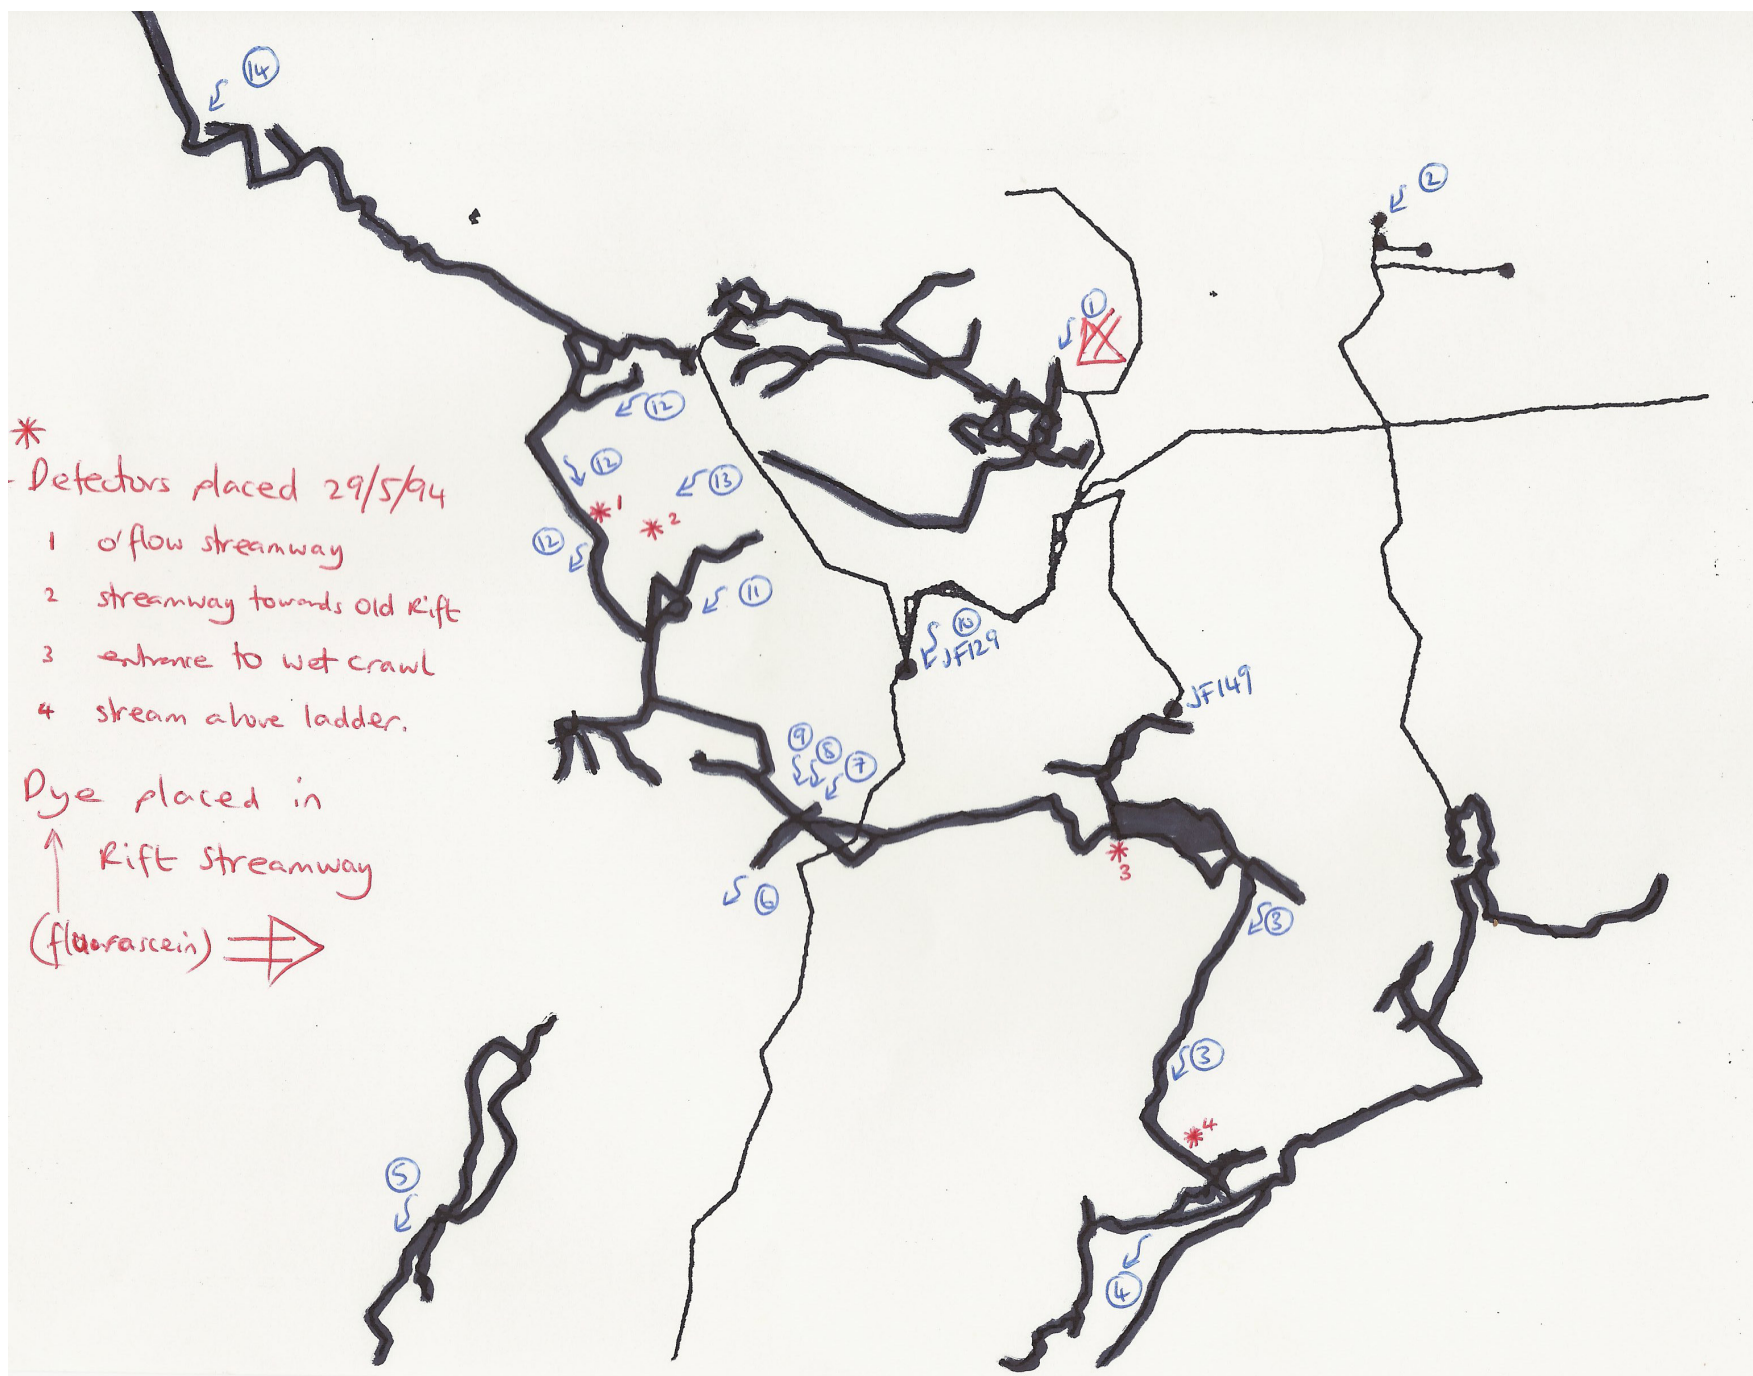 14
2
1
*
Detectors placed 29/5/94
1 o'flow streamway
2 streamway towards Old Rift
3 entrance to wet crawl
4 stream above ladder.
Dye placed in
Rift Streamway
(fluorascein)
12
12
13
* 1
* 2
12
11
10
JF129
JF149
9
8
7
6
* 3
3
3
* 4
5
4